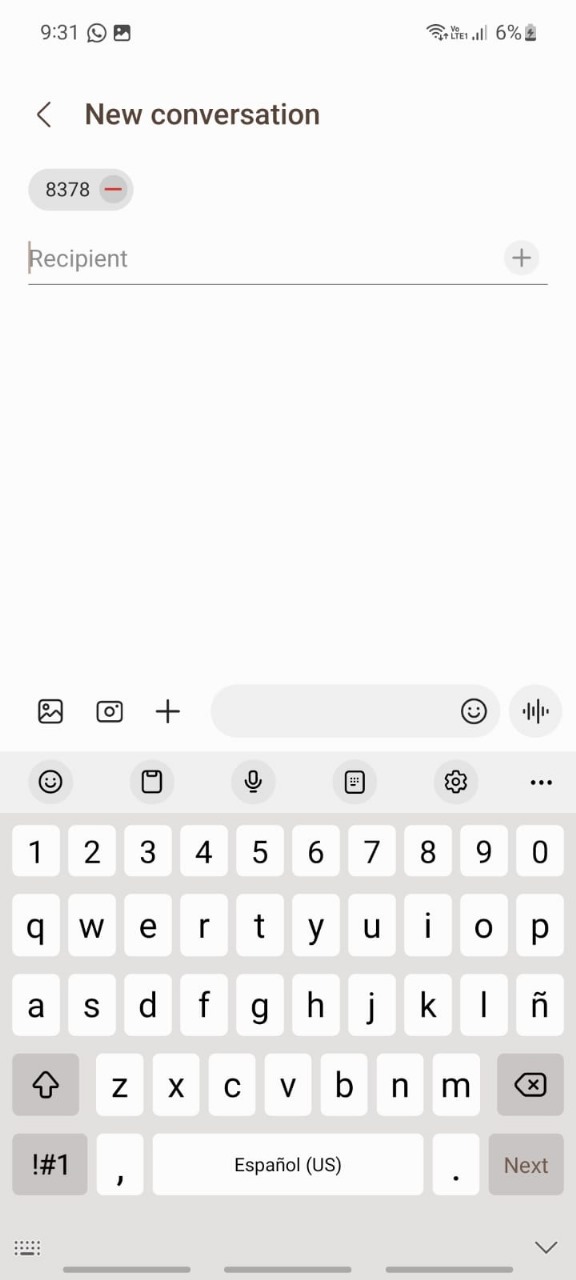 9:31 Vo LTE1 6%
New conversation
8378
Recipient
1 2 3 4 5 6 7 8 9 0
q w e r t y u i o p
a s d f g h j k l ñ
z x c v b n m
!#1 , Español (US) . Next